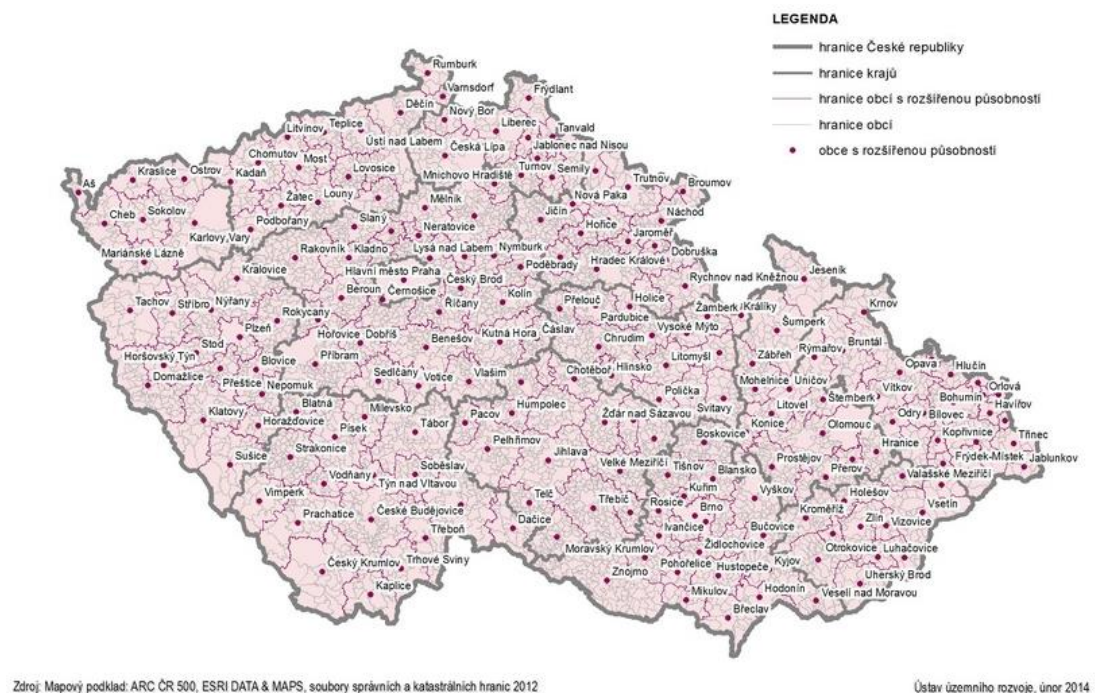 LEGENDA
hranice České republiky
hranice krajů
hranice obcí s rozšířenou působností
hranice obcí
obce s rozšířenou působností
Rumburk
Varnsdorf
Frýdlant
Děčín
Nový Bor
Liberec
Tanvald
Litvínov
Teplice
Ústí nad Labem
Česká Lípa
Jablonec nad Nisou
Chomutov
Most
Mnichovo Hradiště
Turnov
Semily
Aš
Kraslice
Ostrov
Kadaň
Lovosice
Trutnov
Broumov
Žatec
Louny
Mělník
Nová Paka
Cheb
Sokolov
Podbořany
Slaný
Neratovice
Jičín
Hořice
Náchod
Karlovy Vary
Jaroměř
Mariánské Lázně
Rakovník
Kladno
Lysá nad Labem
Nymburk
Dobruška
Kralovice
Hlavní město Praha
Poděbrady
Hradec Králové
Český Brod
Rychnov nad Kněžnou
Jeseník
Tachov
Stříbro
Nýřany
Beroun
Černošice
Kolín
Přelouč
Holice
Žamberk
Králíky
Krnov
Rokycany
Říčany
Pardubice
Plzeň
Hořovice
Dobříš
Kutná Hora
Čáslav
Vysoké Mýto
Šumperk
Stod
Benešov
Chrudim
Rýmařov
Bruntál
Horšovský Týn
Blovice
Příbram
Litomyšl
Zábřeh
Opava
Hlučín
Domažlice
Přeštice
Nepomuk
Sedlčany
Votice
Vlašim
Chotěboř
Hlinsko
Mohelnice
Uničov
Vítkov
Bohumín
Orlová
Polička
Svitavy
Litovel
Šternberk
Havířov
Klatovy
Blatná
Milevsko
Pacov
Humpolec
Žďár nad Sázavou
Konice
Odry
Bílovec
Horažďovice
Písek
Tábor
Boskovice
Olomouc
Kopřivnice
Třinec
Sušice
Strakonice
Pelhřimov
Jihlava
Velké Meziříčí
Tišnov
Blansko
Prostějov
Přerov
Hranice
Frýdek-Místek
Jablunkov
Vodňany
Soběslav
Týn nad Vltavou
Kuřim
Valašské Meziříčí
Vimperk
Telč
Třebíč
Rosice
Brno
Vyškov
Kroměříž
Holešov
Vsetín
Prachatice
České Budějovice
Dačice
Ivančice
Bučovice
Zlín
Vizovice
Třeboň
Moravský Krumlov
Židlochovice
Otrokovice
Luhačovice
Český Krumlov
Trhové Sviny
Znojmo
Pohořelice
Hustopeče
Kyjov
Uherský Brod
Kaplice
Mikulov
Hodonín
Veselí nad Moravou
Břeclav
Zdroj: Mapový podklad: ARC ČR 500, ESRI DATA & MAPS, soubory správních a katastrálních hranic 2012
Ústav územního rozvoje, únor 2014